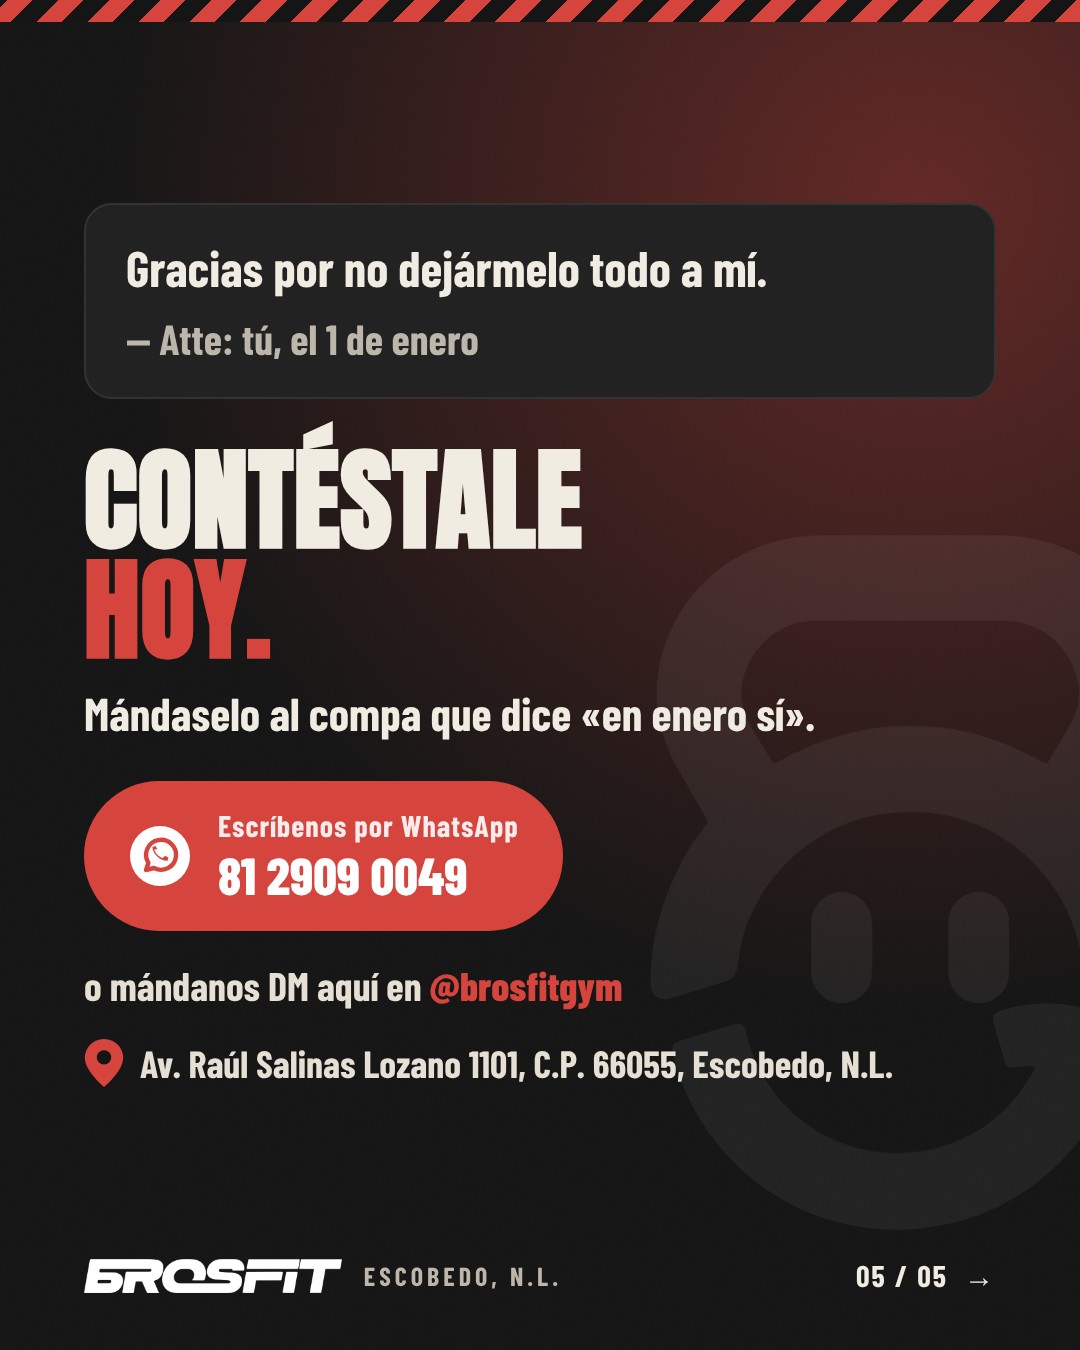 Gracias por no dejármelo todo a mí.
– Atte: tú, el 1 de enero
CONTÉSTALE
HOY.
Mándaselo al compa que dice «en enero sí».
Escríbenos por WhatsApp
81 2909 0049
o mándanos DM aquí en @brosfitgym
Av. Raúl Salinas Lozano 1101, C.P. 66055, Escobedo, N.L.
BROSFIT ESCOBEDO, N.L.
05 / 05 →